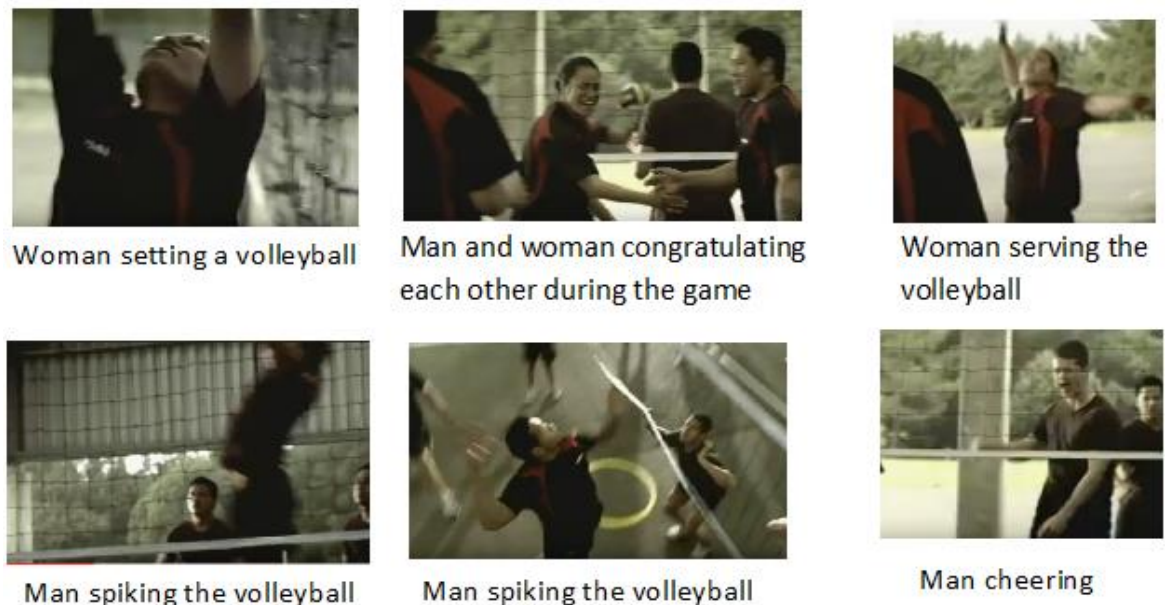 Woman setting a volleyball
Man and woman congratulating
each other during the game
Woman serving the
volleyball
Man spiking the volleyball
Man spiking the volleyball
Man cheering